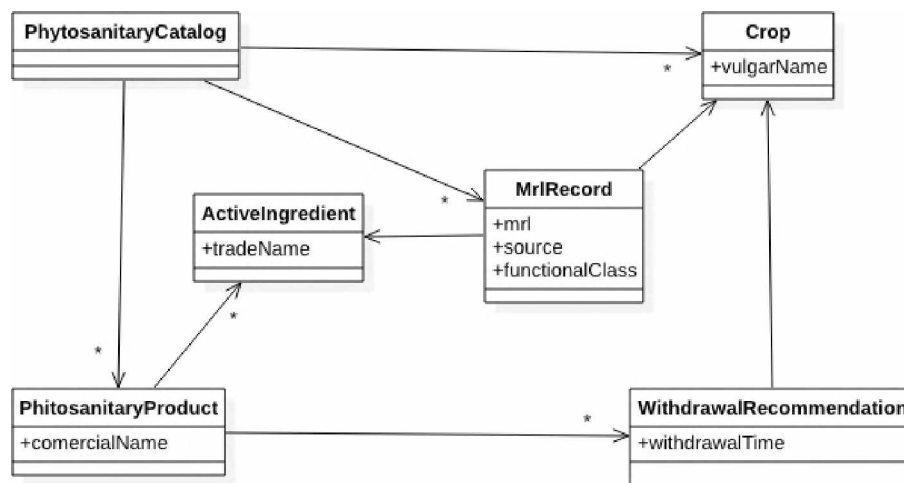 PhytosanitaryCatalog
Crop
+vulgarName
*
*
MrlRecord
+mrl
+source
+functionalClass
ActiveIngredient
+tradeName
*
*
PhitosanitaryProduct
+comercialName
*
WithdrawalRecommendation
+withdrawalTime